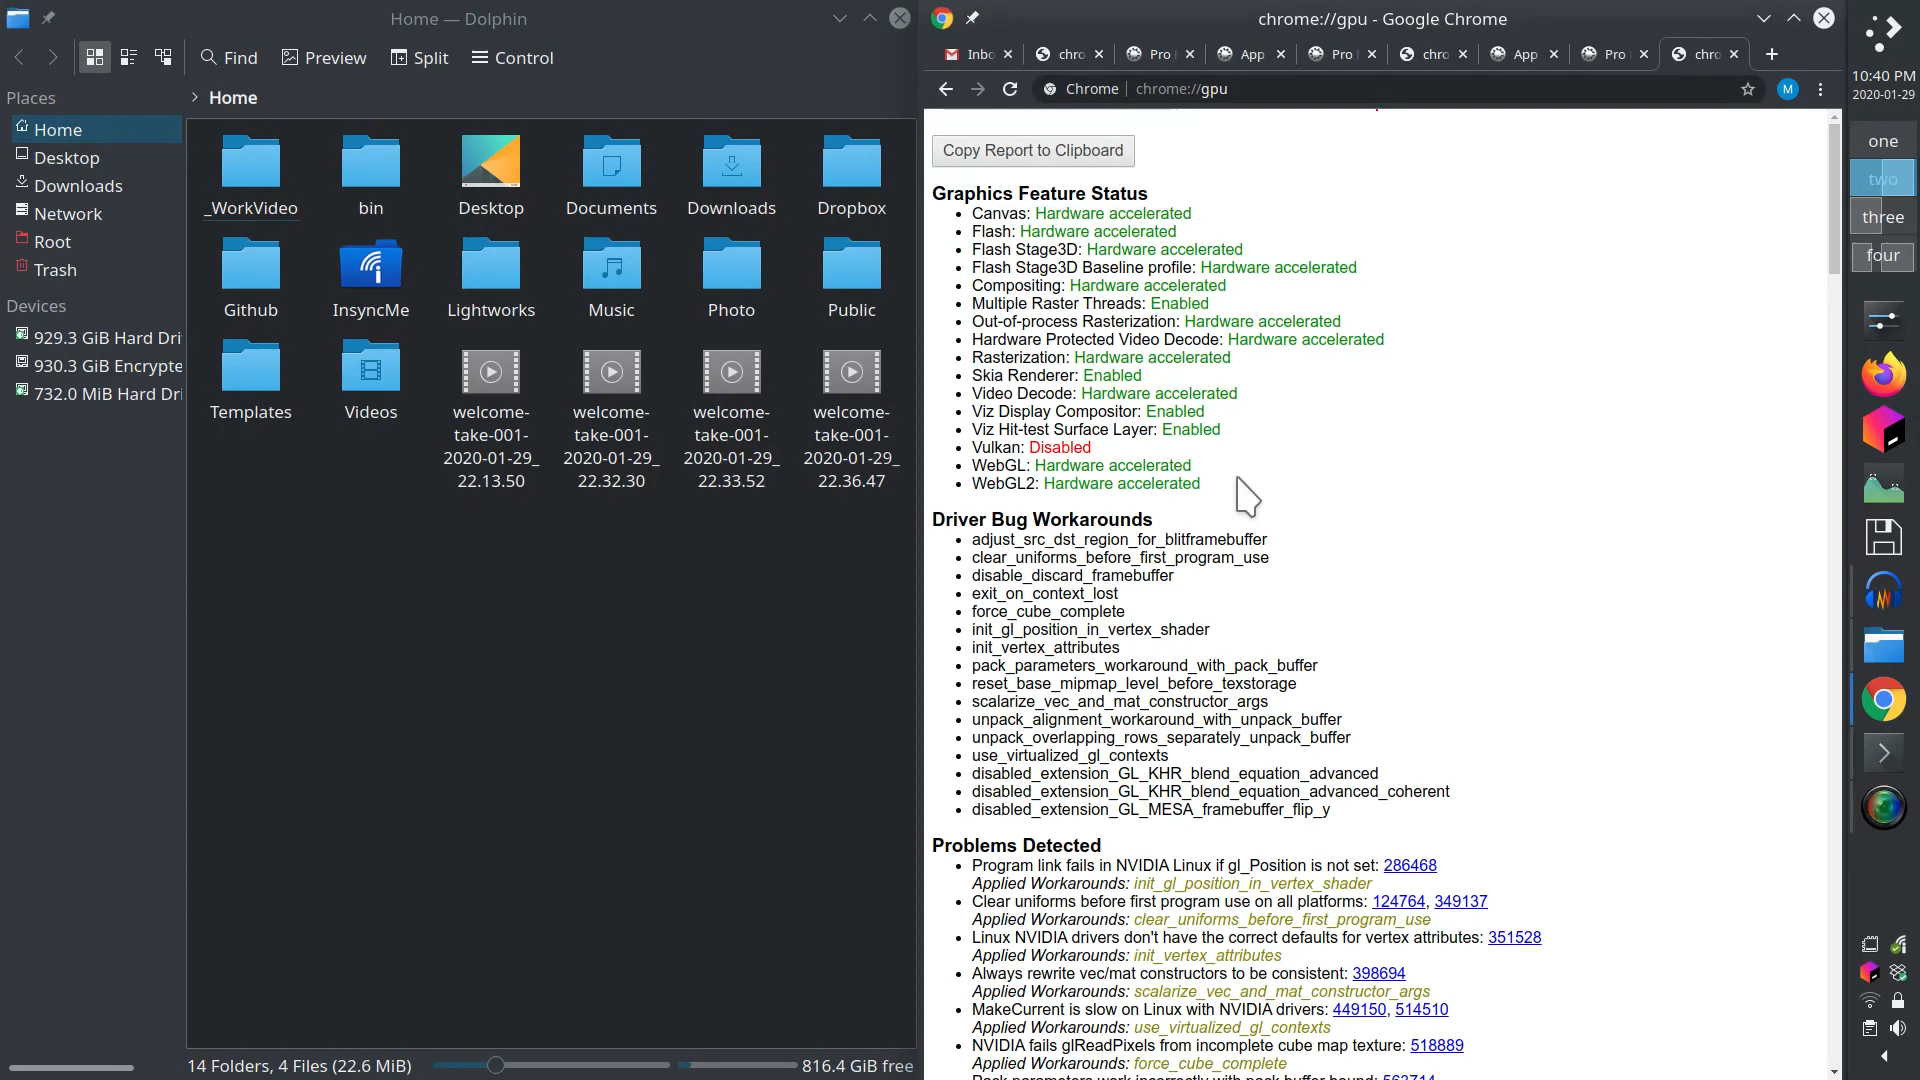 Home — Dolphin
Find
Preview
Split
Control
Places
Home
Desktop
Downloads
Network
Root
Trash
Devices
929.3 GiB Hard Dri
930.3 GiB Encrypte
732.0 MiB Hard Dri
> Home
_WorkVideo
bin
Desktop
Documents
Downloads
Dropbox
Github
InsyncMe
Lightworks
Music
Photo
Public
Templates
Videos
welcome-
take-001-
2020-01-29_
22.13.50
welcome-
take-001-
2020-01-29_
22.32.30
welcome-
take-001-
2020-01-29_
22.33.52
welcome-
take-001-
2020-01-29_
22.36.47
14 Folders, 4 Files (22.6 MiB)
816.4 GiB free
chrome://gpu - Google Chrome
Inbo
chro
Pro
App
Pro
chro
App
Pro
chro
Chrome
chrome://gpu
M
Copy Report to Clipboard
Graphics Feature Status
Canvas: Hardware accelerated
Flash: Hardware accelerated
Flash Stage3D: Hardware accelerated
Flash Stage3D Baseline profile: Hardware accelerated
Compositing: Hardware accelerated
Multiple Raster Threads: Enabled
Out-of-process Rasterization: Hardware accelerated
Hardware Protected Video Decode: Hardware accelerated
Rasterization: Hardware accelerated
Skia Renderer: Enabled
Video Decode: Hardware accelerated
Viz Display Compositor: Enabled
Viz Hit-test Surface Layer: Enabled
Vulkan: Disabled
WebGL: Hardware accelerated
WebGL2: Hardware accelerated
Driver Bug Workarounds
adjust_src_dst_region_for_blitframebuffer
clear_uniforms_before_first_program_use
disable_discard_framebuffer
exit_on_context_lost
force_cube_complete
init_gl_position_in_vertex_shader
init_vertex_attributes
pack_parameters_workaround_with_pack_buffer
reset_base_mipmap_level_before_texstorage
scalarize_vec_and_mat_constructor_args
unpack_alignment_workaround_with_unpack_buffer
unpack_overlapping_rows_separately_unpack_buffer
use_virtualized_gl_contexts
disabled_extension_GL_KHR_blend_equation_advanced
disabled_extension_GL_KHR_blend_equation_advanced_coherent
disabled_extension_GL_MESA_framebuffer_flip_y
Problems Detected
Program link fails in NVIDIA Linux if gl_Position is not set: 286468
Applied Workarounds: init_gl_position_in_vertex_shader
Clear uniforms before first program use on all platforms: 124764, 349137
Applied Workarounds: clear_uniforms_before_first_program_use
Linux NVIDIA drivers don't have the correct defaults for vertex attributes: 351528
Applied Workarounds: init_vertex_attributes
Always rewrite vec/mat constructors to be consistent: 398694
Applied Workarounds: scalarize_vec_and_mat_constructor_args
MakeCurrent is slow on Linux with NVIDIA drivers: 449150, 514510
Applied Workarounds: use_virtualized_gl_contexts
NVIDIA fails glReadPixels from incomplete cube map texture: 518889
Applied Workarounds: force_cube_complete
10:40 PM
2020-01-29
one
two
three
four